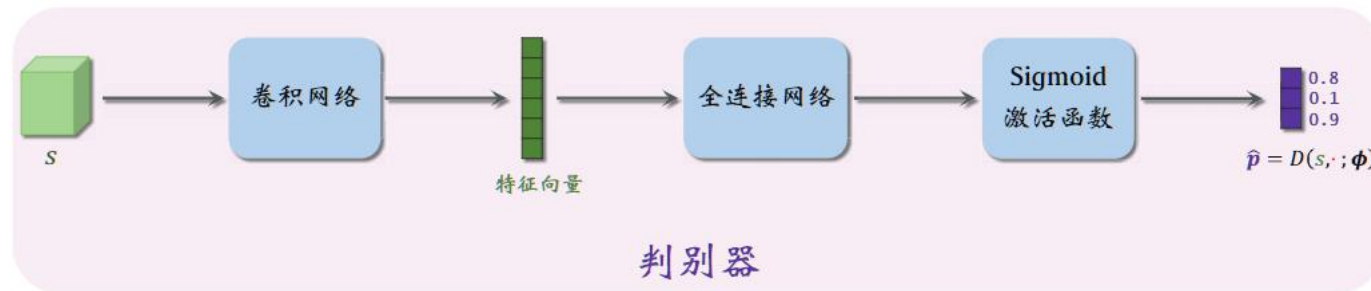 s
卷积网络
特征向量
全连接网络
Sigmoid
激活函数
0.8
0.1
0.9
p̂ = D(s,· ; ϕ)
判别器